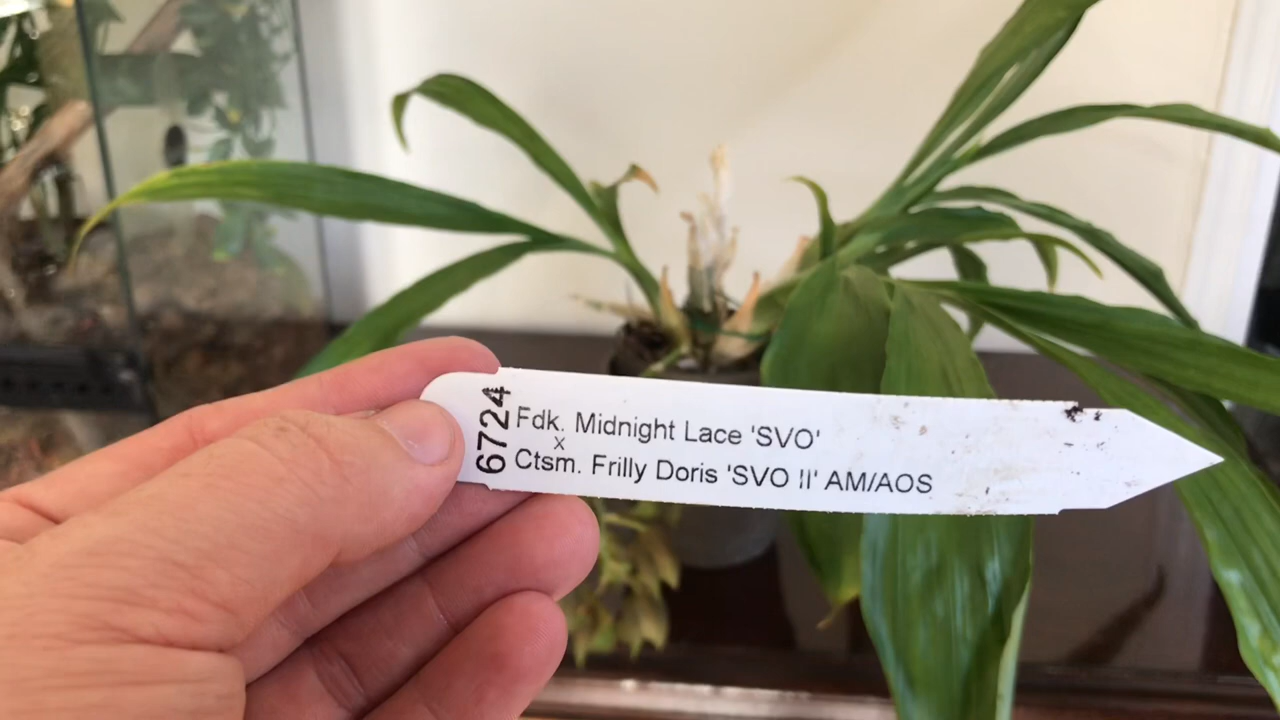 6724
Fdk. Midnight Lace 'SVO'
x
Ctsm. Frilly Doris 'SVO II' AM/AOS